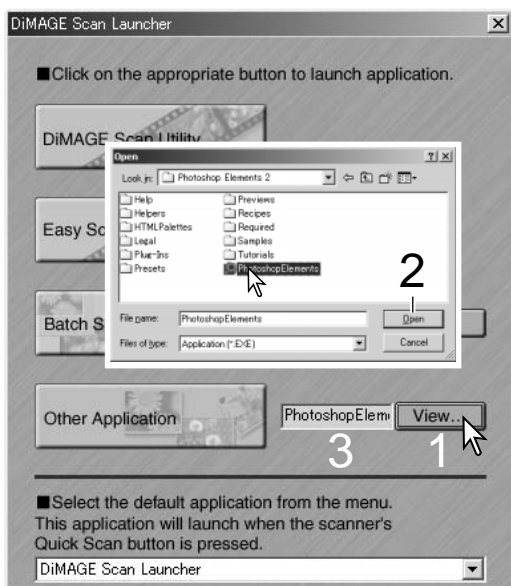 DiMAGE Scan Launcher
■Click on the appropriate button to launch application.
DiMAGE Scan Utility
Open
Look in: Photoshop Elements 2
Help
Helpers
HTMLPalettes
Legal
Plug-Ins
Presets
Previews
Recipes
Required
Samples
Tutorials
PhotoshopElements
2
File name: PhotoshopElements Open
Files of type: Application (*.EXE) Cancel
Easy Sc
Batch S
Other Application PhotoshopElem View...
3 1
■Select the default application from the menu.
This application will launch when the scanner's
Quick Scan button is pressed.
DiMAGE Scan Launcher